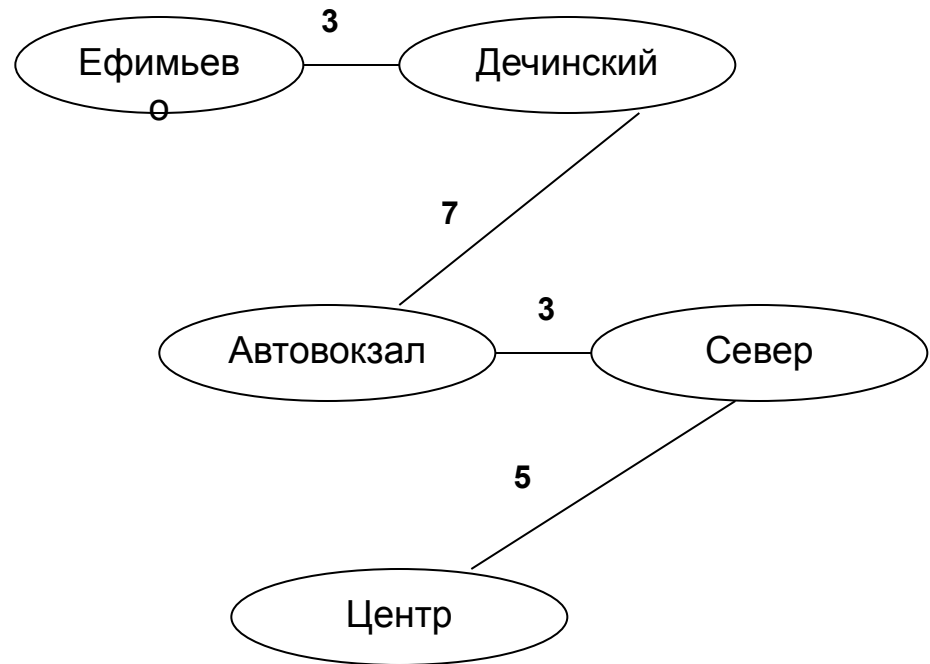 3
Ефимьев
о
Дечинский
7
3
Автовокзал
Север
5
Центр